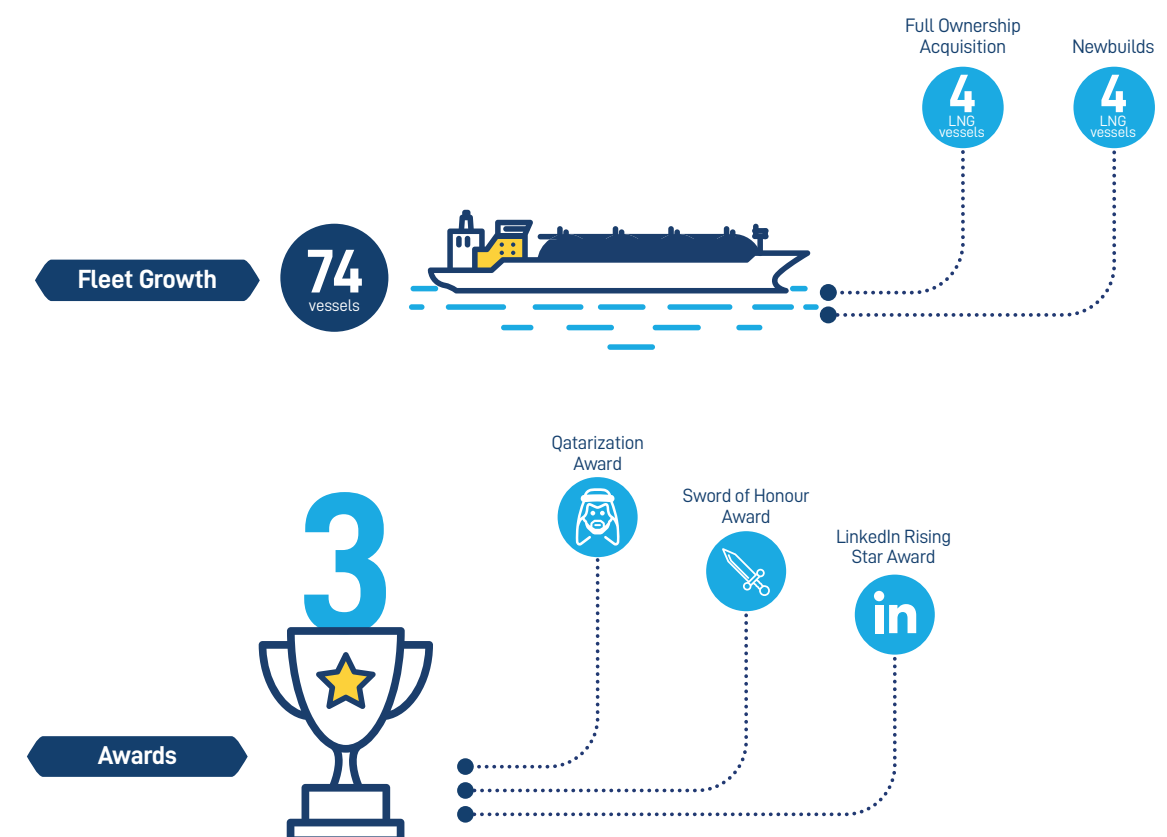 Full Ownership
Acquisition
4
LNG
vessels
Newbuilds
4
LNG
vessels
Fleet Growth
74
vessels
Qatarization
Award
Sword of Honour
Award
LinkedIn Rising
Star Award
in
3
Awards